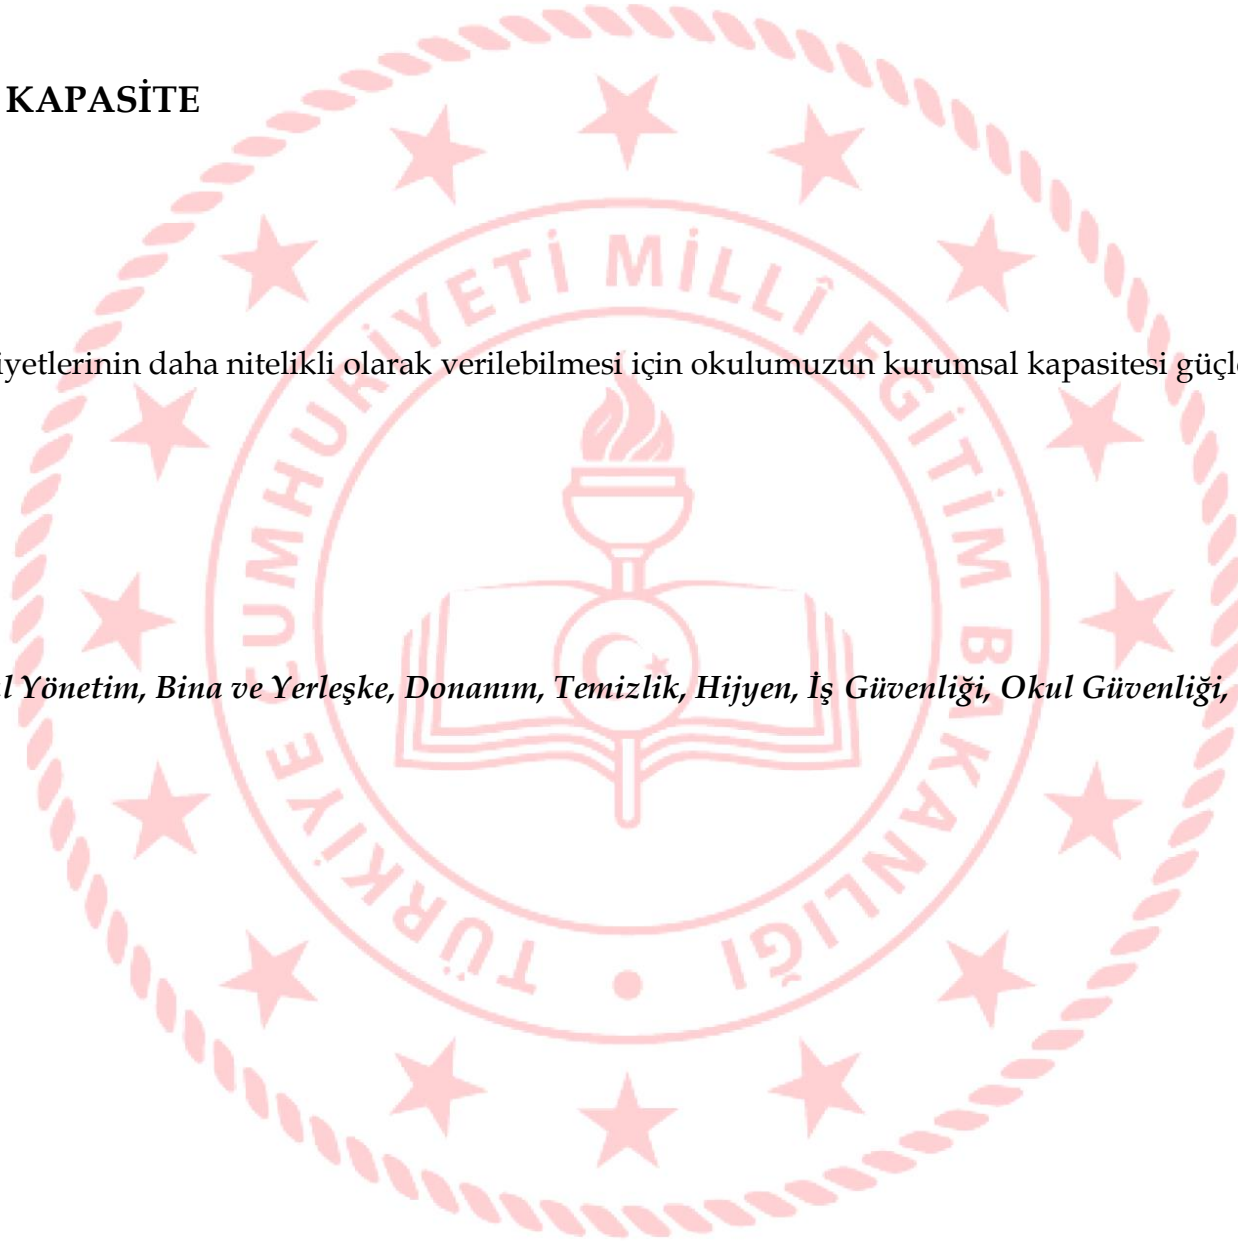 KAPASİTE
iyetlerinin daha nitelikli olarak verilebilmesi için okulumuzun kurumsal kapasitesi güçl
l Yönetim, Bina ve Yerleşke, Donanım, Temizlik, Hijyen, İş Güvenliği, Okul Güvenliği,
TÜRKİYE CUMHURİYETİ MİLLÎ EĞİTİM BAKANLIĞI